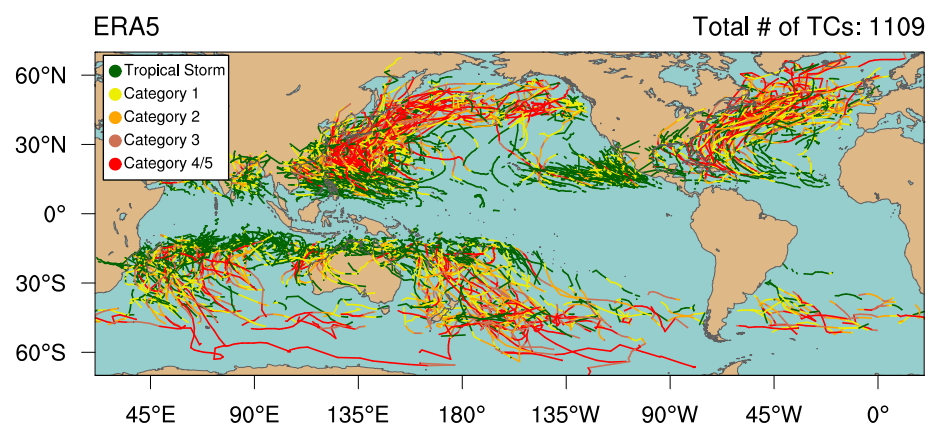 ERA5 Total # of TCs: 1109
60°N
30°N
0°
30°S
60°S
Tropical Storm
Category 1
Category 2
Category 3
Category 4/5
45°E 90°E 135°E 180° 135°W 90°W 45°W 0°